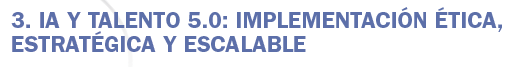 3. IA Y TALENTO 5.0: IMPLEMENTACIÓN ÉTICA,
ESTRATÉGICA Y ESCALABLE